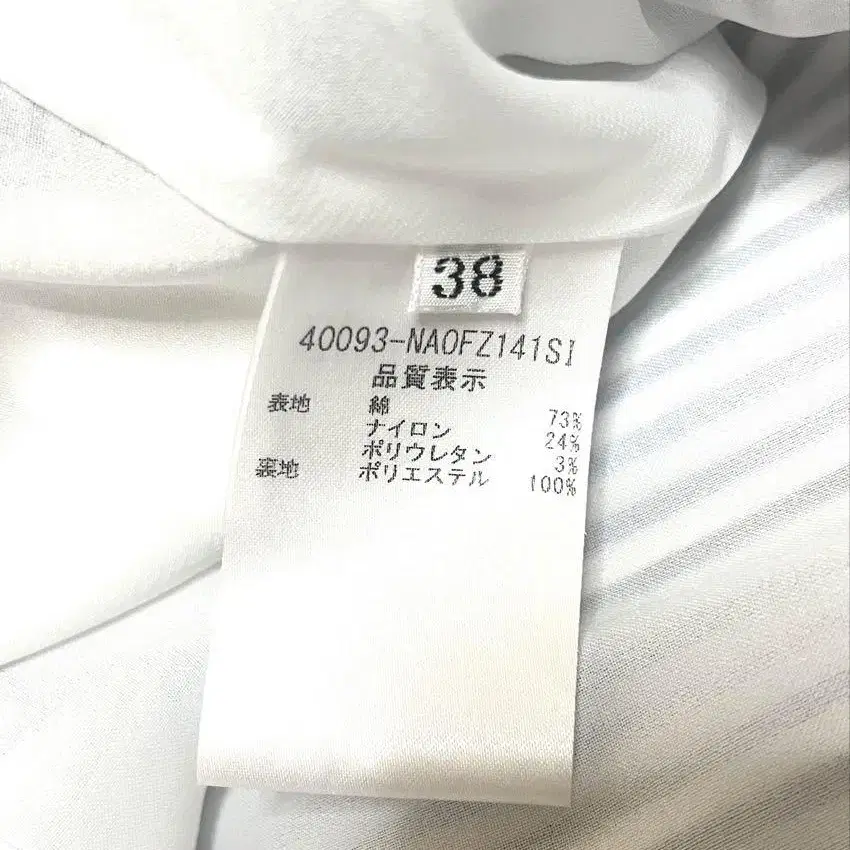 38
40093-NA0FZ141SI
品質表示
表地 綿 73%
ナイロン 24%
ポリウレタン 3%
裏地 ポリエステル 100%